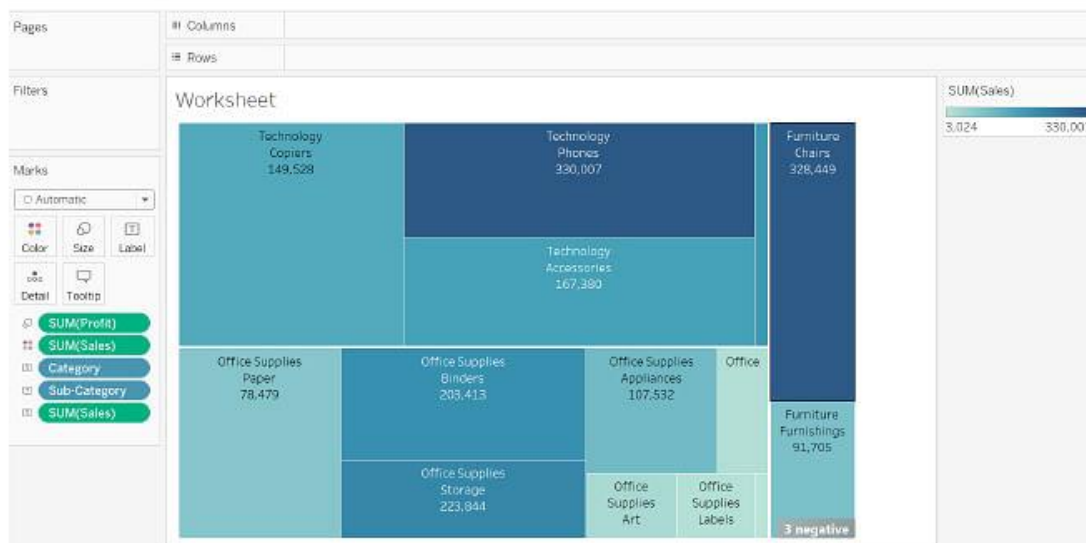 Pages
Columns
Rows
Filters
Worksheet
SUM(Sales)
3,024
Marks
Automatic
Color
Size
Label
Detail
Tooltip
SUM(Profit)
SUM(Sales)
Category
Sub-Category
SUM(Sales)
Technology
Copiers
149,528
Technology
Phones
330,007
Technology
Accessories
167,380
Furniture
Chairs
328,449
Office Supplies
Paper
78,479
Office Supplies
Binders
203,413
Office Supplies
Storage
223,844
Office Supplies
Appliances
107,532
Office
Office
Supplies
Art
Office
Supplies
Labels
Furniture
Furnishings
91,705
3 negative